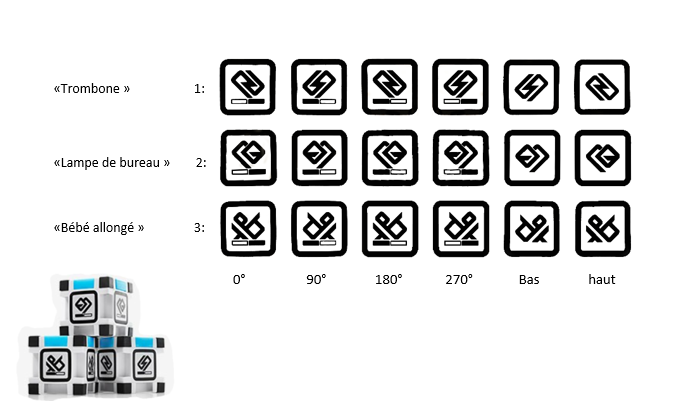 «Trombone » 1:
«Lampe de bureau » 2:
«Bébé allongé » 3:
0° 90° 180° 270° Bas haut